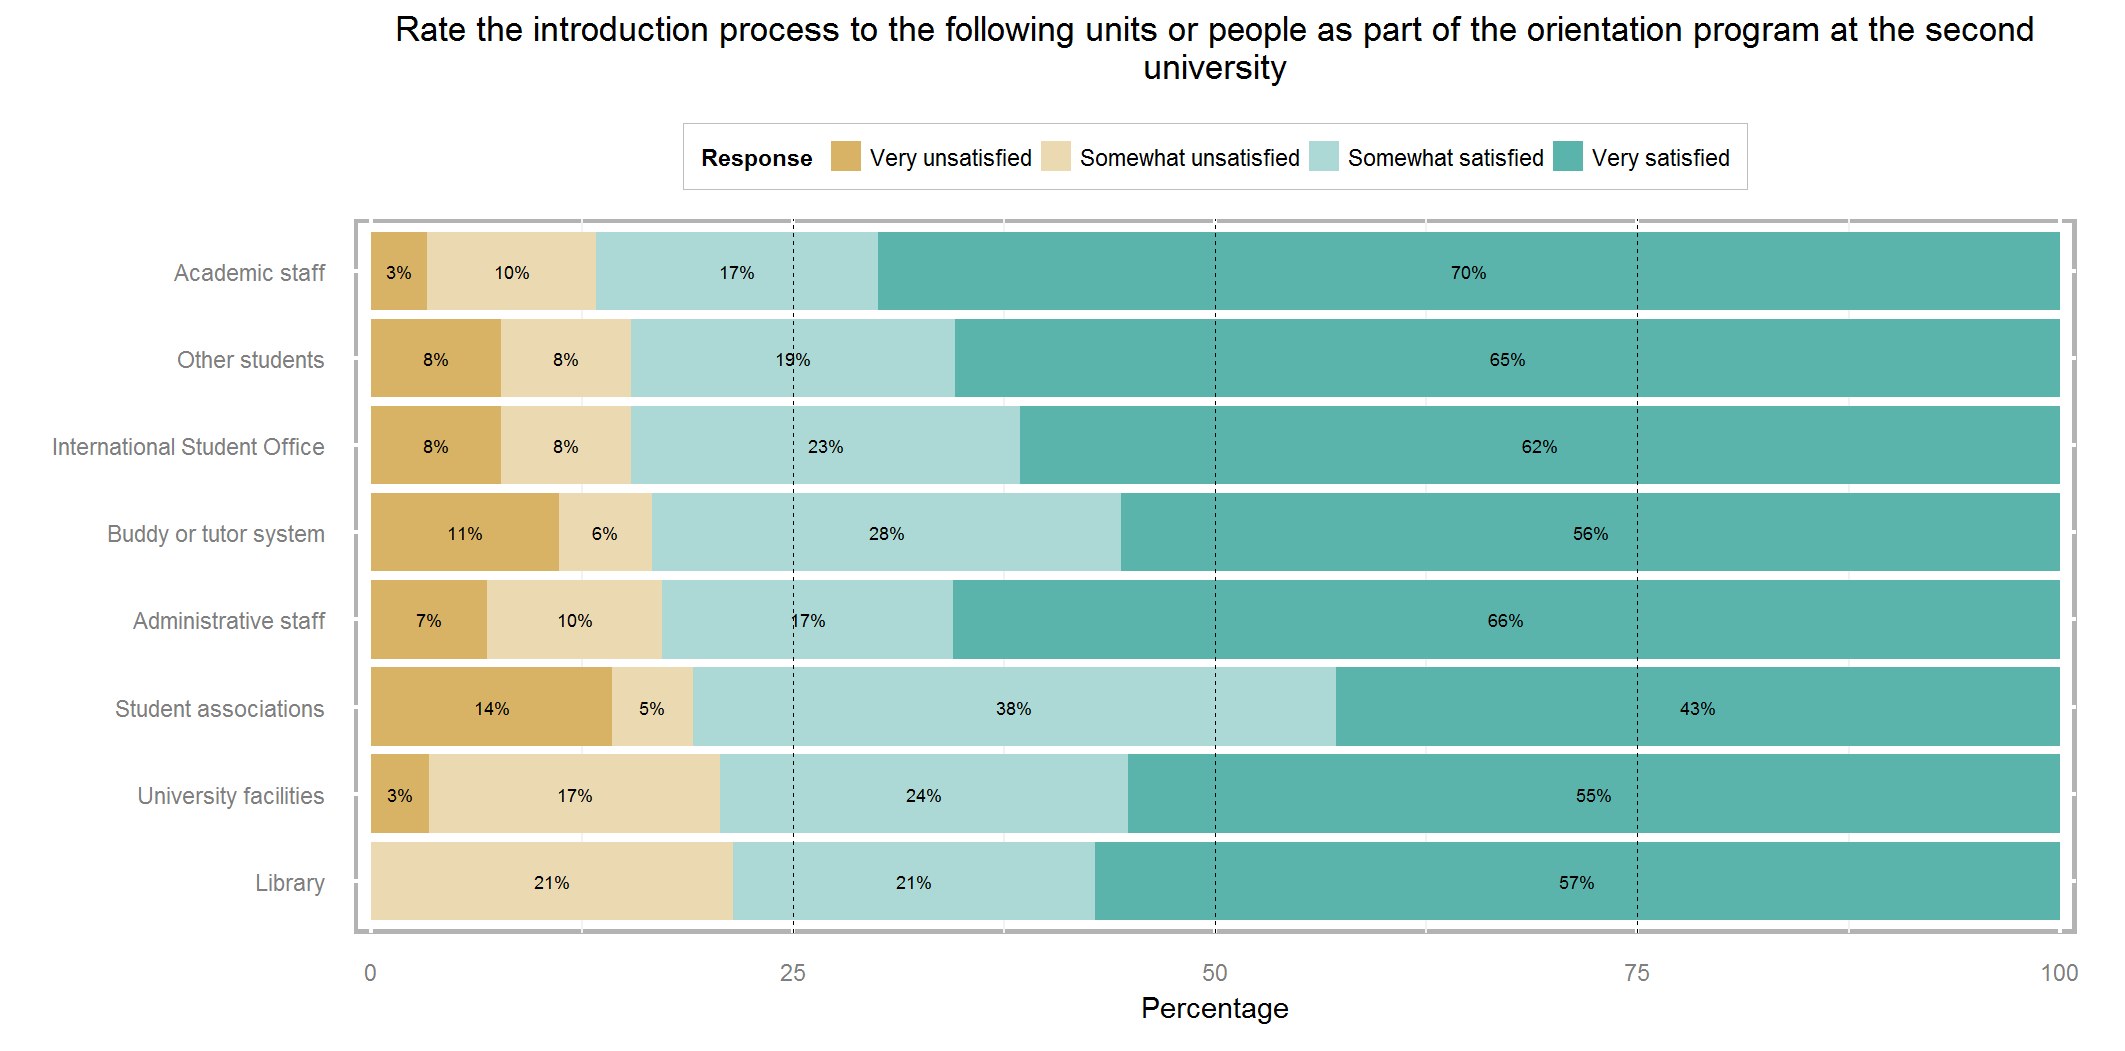 Rate the introduction process to the following units or people as part of the orientation program at the second
university
Response Very unsatisfied Somewhat unsatisfied Somewhat satisfied Very satisfied
Academic staff 3% 10% 17% 70%
Other students 8% 8% 19% 65%
International Student Office 8% 8% 23% 62%
Buddy or tutor system 11% 6% 28% 56%
Administrative staff 7% 10% 17% 66%
Student associations 14% 5% 38% 43%
University facilities 3% 17% 24% 55%
Library 21% 21% 57%
0 25 50 75 100
Percentage